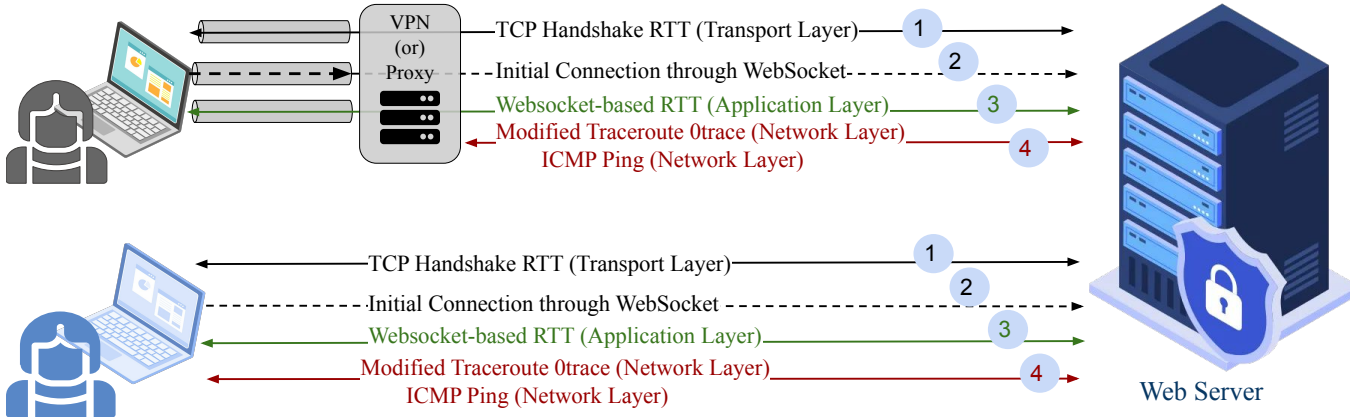 VPN
(or)
Proxy
TCP Handshake RTT (Transport Layer) 1
Initial Connection through WebSocket 2
Websocket-based RTT (Application Layer) 3
Modified Traceroute 0trace (Network Layer) 4
ICMP Ping (Network Layer)
TCP Handshake RTT (Transport Layer) 1
Initial Connection through WebSocket 2
Websocket-based RTT (Application Layer) 3
Modified Traceroute 0trace (Network Layer) 4
ICMP Ping (Network Layer)
Web Server